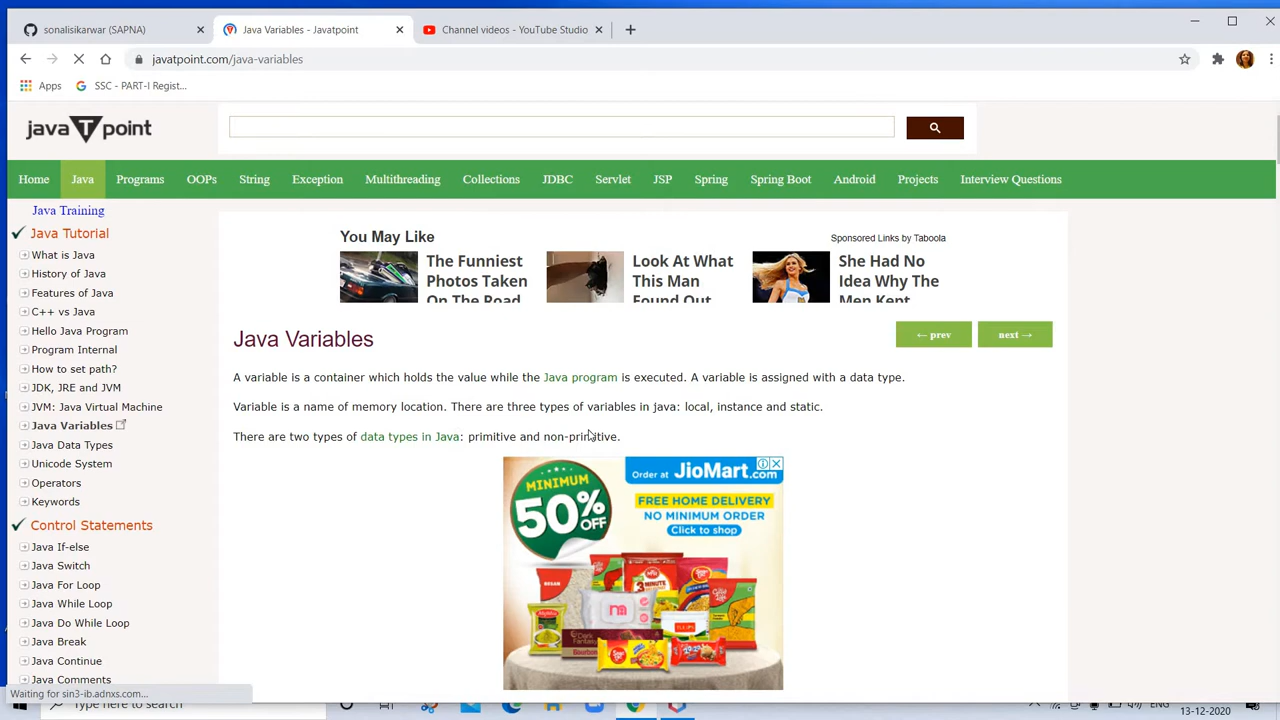 sonalisikarwar (SAPNA)
Java Variables - Javatpoint
Channel videos - YouTube Studio
javatpoint.com/java-variables
Apps
SSC - PART-I Regist...
java T point
Home Java Programs OOPs String Exception Multithreading Collections JDBC Servlet JSP Spring Spring Boot Android Projects Interview Questions
Java Training
Java Tutorial
What is Java
History of Java
Features of Java
C++ vs Java
Hello Java Program
Program Internal
How to set path?
JDK, JRE and JVM
JVM: Java Virtual Machine
Java Variables
Java Data Types
Unicode System
Operators
Keywords
Control Statements
Java If-else
Java Switch
Java For Loop
Java While Loop
Java Do While Loop
Java Break
Java Continue
Java Comments
You May Like
Sponsored Links by Taboola
The Funniest
Photos Taken
On The Road
Look At What
This Man
Found Out
She Had No
Idea Why The
Men Kept
Java Variables
← prev
next →
A variable is a container which holds the value while the Java program is executed. A variable is assigned with a data type.
Variable is a name of memory location. There are three types of variables in java: local, instance and static.
There are two types of data types in Java: primitive and non-primitive.
MINIMUM
50%
OFF
Order at JioMart.com
FREE HOME DELIVERY
NO MINIMUM ORDER
Click to shop
Waiting for sin3-ib.adnxs.com...
Type here to search
ENG
13-12-2020